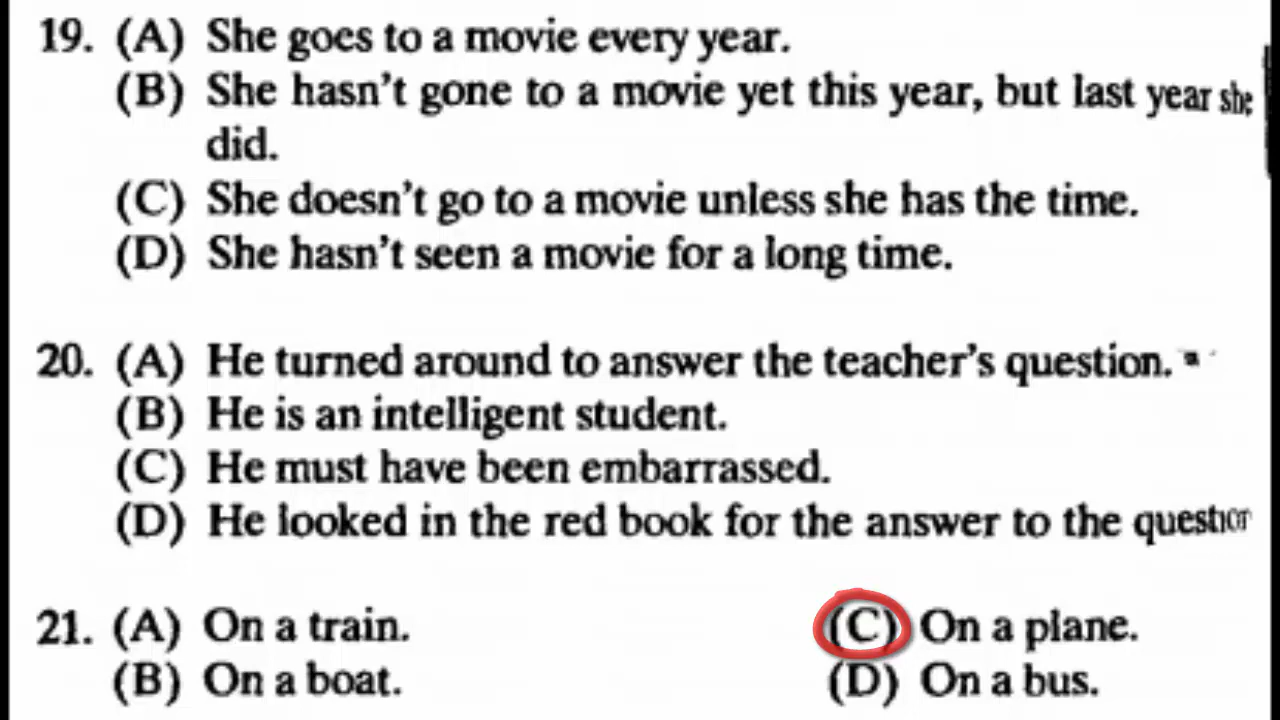 19. (A) She goes to a movie every year.
(B) She hasn't gone to a movie yet this year, but last year she
did.
(C) She doesn't go to a movie unless she has the time.
(D) She hasn't seen a movie for a long time.
20. (A) He turned around to answer the teacher's question.
(B) He is an intelligent student.
(C) He must have been embarrassed.
(D) He looked in the red book for the answer to the question
21. (A) On a train. (C) On a plane.
(B) On a boat. (D) On a bus.